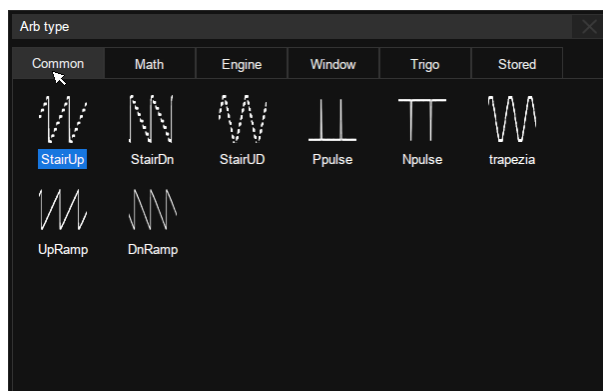 Arb type
Common Math Engine Window Trigo Stored
StairUp StairDn StairUD Ppulse Npulse trapezia
UpRamp DnRamp